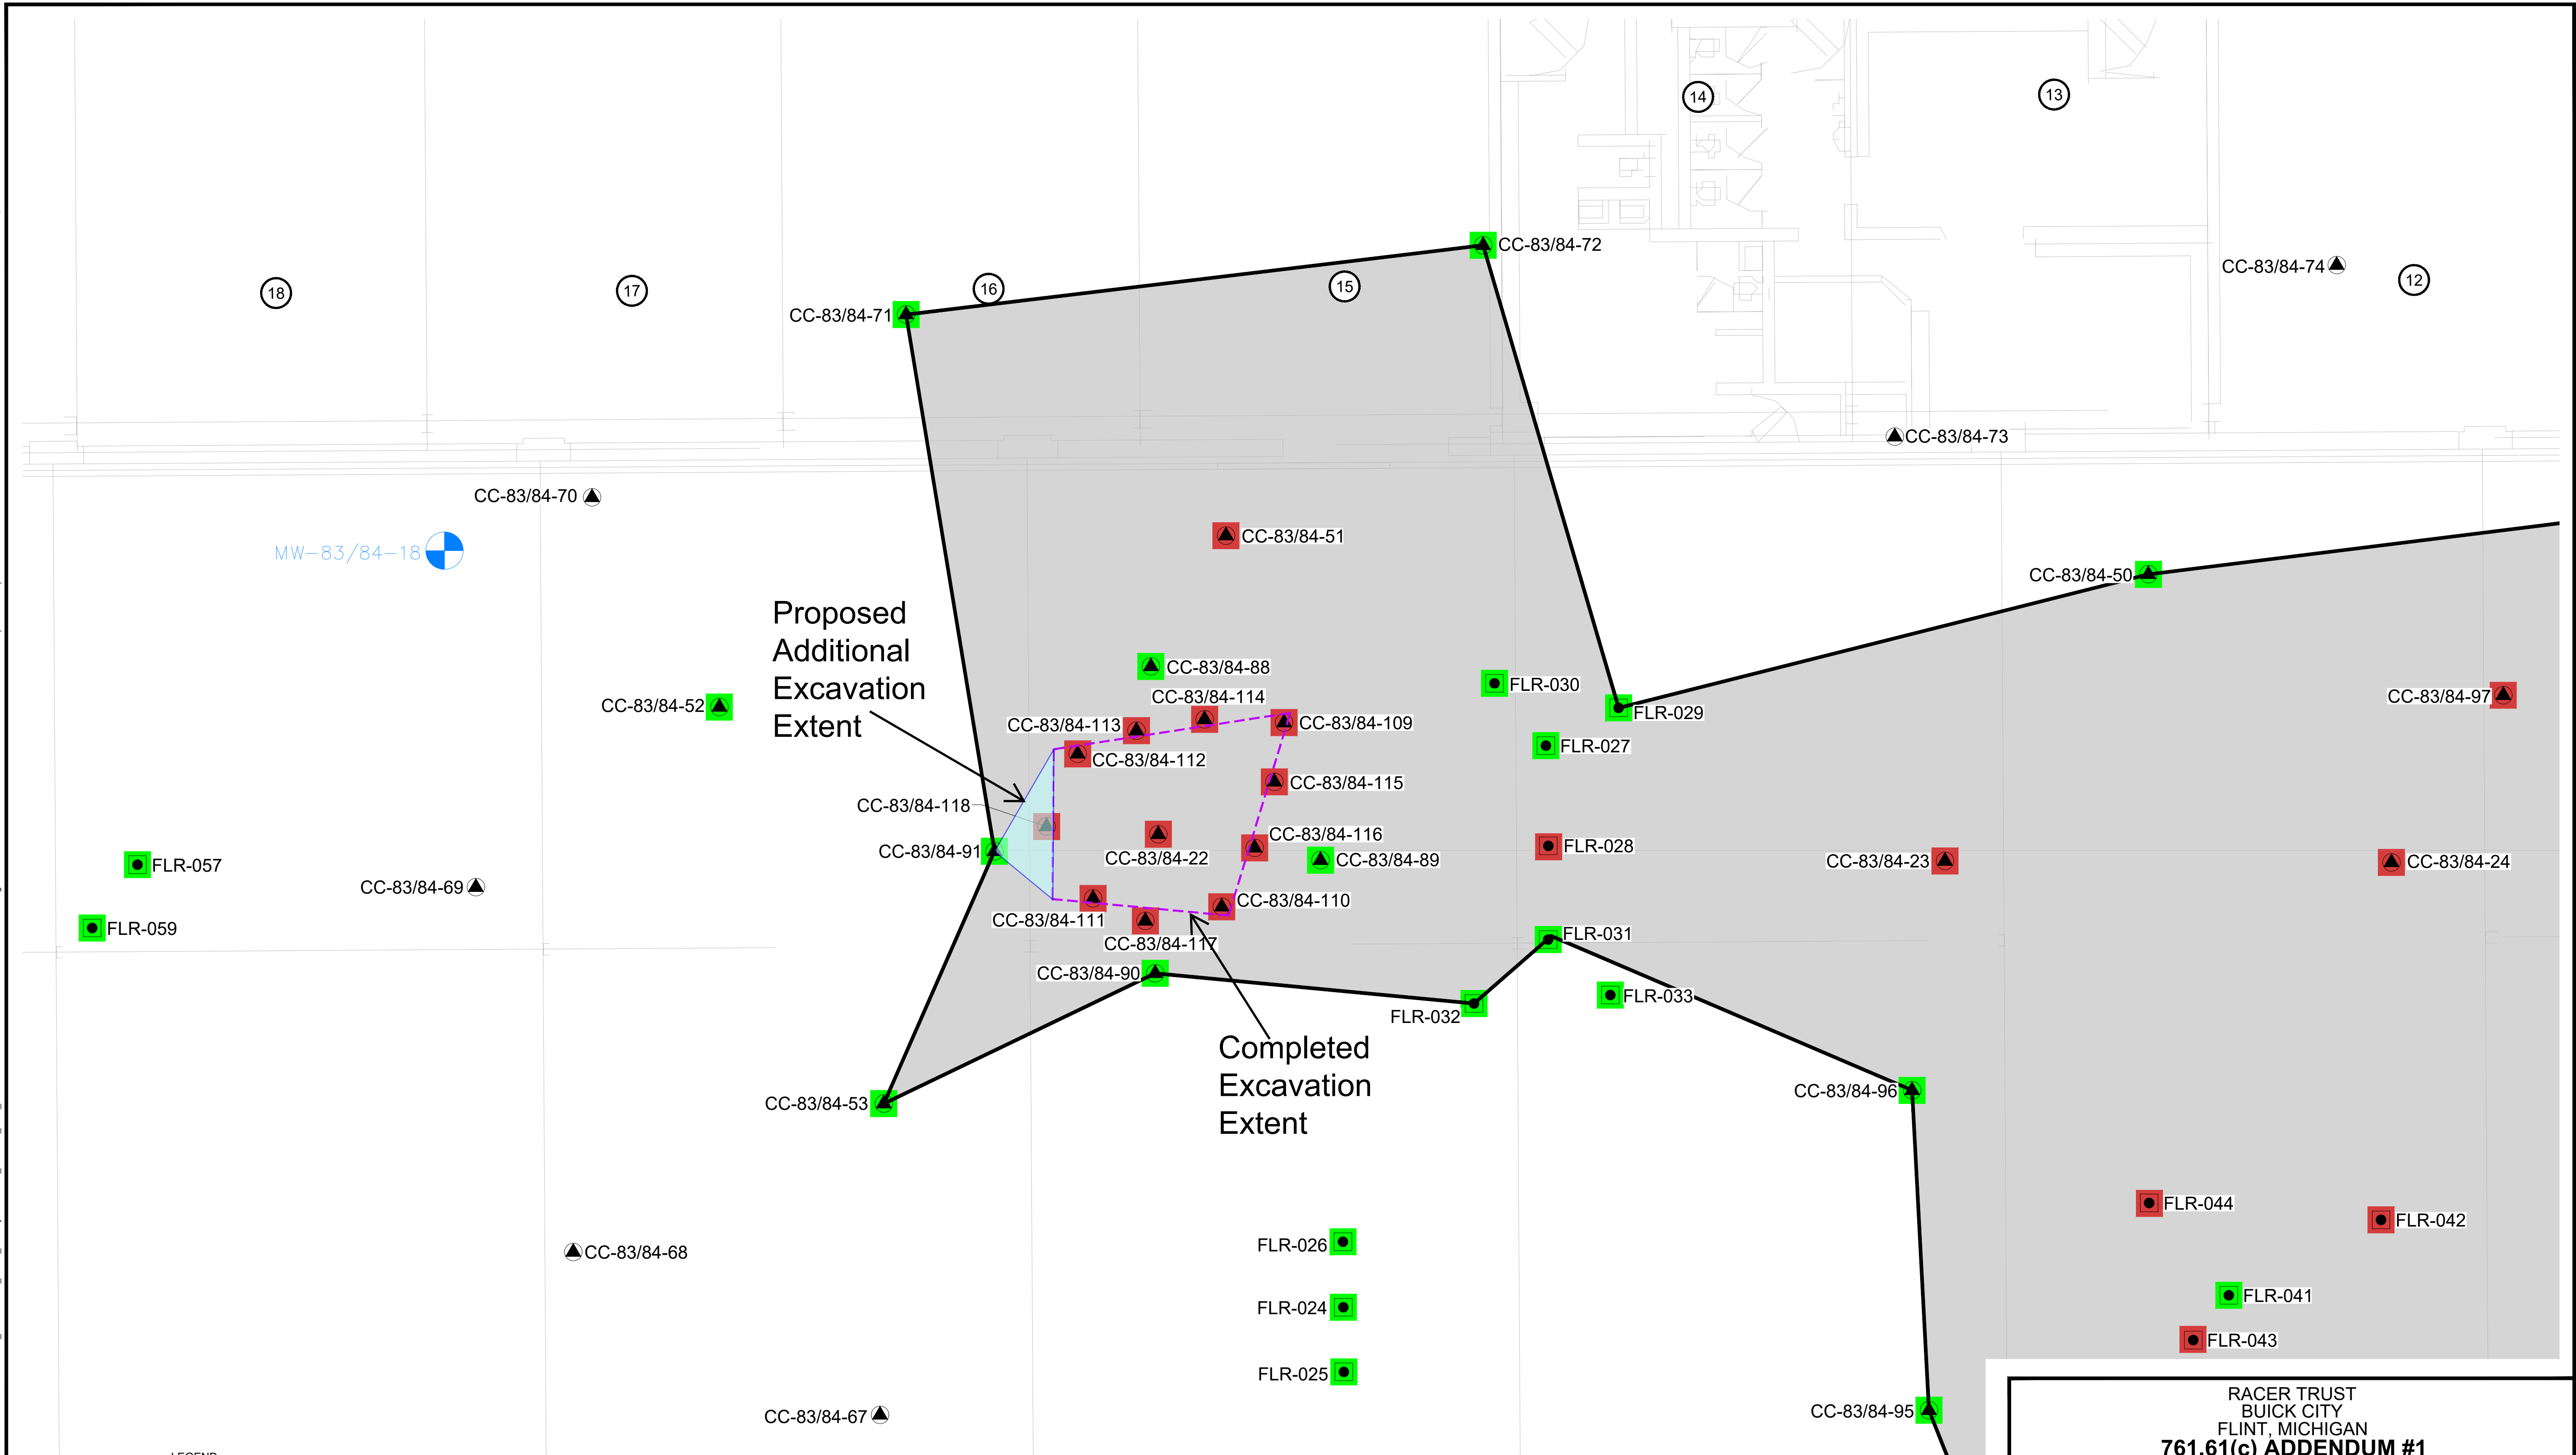 14
13
CC-83/84-72
CC-83/84-74
12
18
17
16
15
CC-83/84-71
CC-83/84-73
CC-83/84-70
MW-83/84-18
CC-83/84-51
CC-83/84-50
Proposed
Additional
Excavation
Extent
CC-83/84-88
FLR-030
CC-83/84-114
CC-83/84-97
CC-83/84-52
FLR-029
CC-83/84-113
CC-83/84-109
FLR-027
CC-83/84-112
CC-83/84-115
CC-83/84-118
CC-83/84-116
FLR-028
CC-83/84-91
CC-83/84-22
CC-83/84-89
CC-83/84-23
CC-83/84-24
FLR-057
CC-83/84-69
CC-83/84-110
CC-83/84-111
FLR-059
FLR-031
CC-83/84-117
CC-83/84-90
FLR-033
FLR-032
Completed
Excavation
Extent
CC-83/84-96
CC-83/84-53
FLR-044
FLR-042
FLR-026
CC-83/84-68
FLR-041
FLR-024
FLR-043
FLR-025
CC-83/84-67
CC-83/84-95
RACER TRUST
BUICK CITY
FLINT, MICHIGAN
761.61(c) ADDENDUM #1
LEGEND